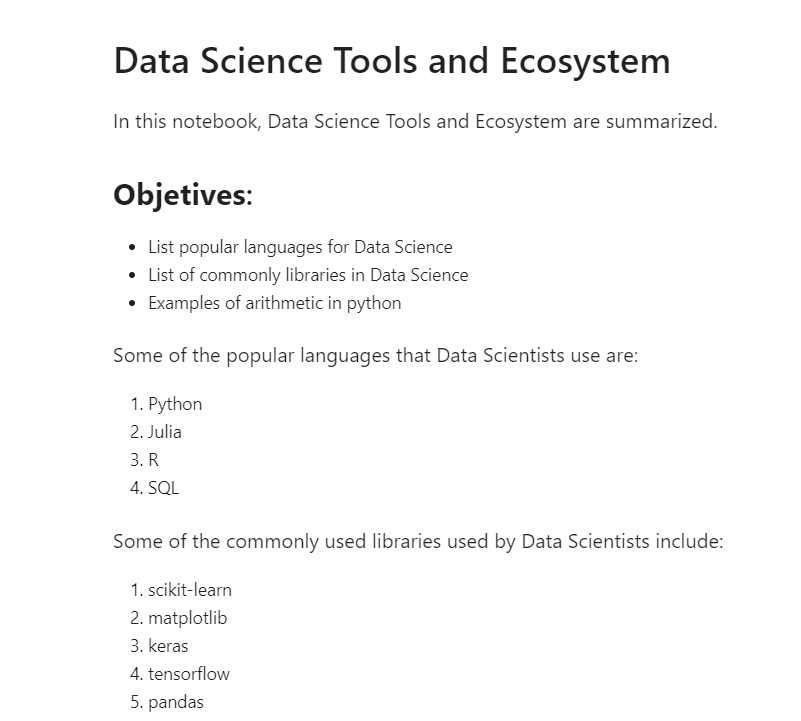 Data Science Tools and Ecosystem
In this notebook, Data Science Tools and Ecosystem are summarized.
Objetives:
• List popular languages for Data Science
• List of commonly libraries in Data Science
• Examples of arithmetic in python
Some of the popular languages that Data Scientists use are:
1. Python
2. Julia
3. R
4. SQL
Some of the commonly used libraries used by Data Scientists include:
1. scikit-learn
2. matplotlib
3. keras
4. tensorflow
5. pandas